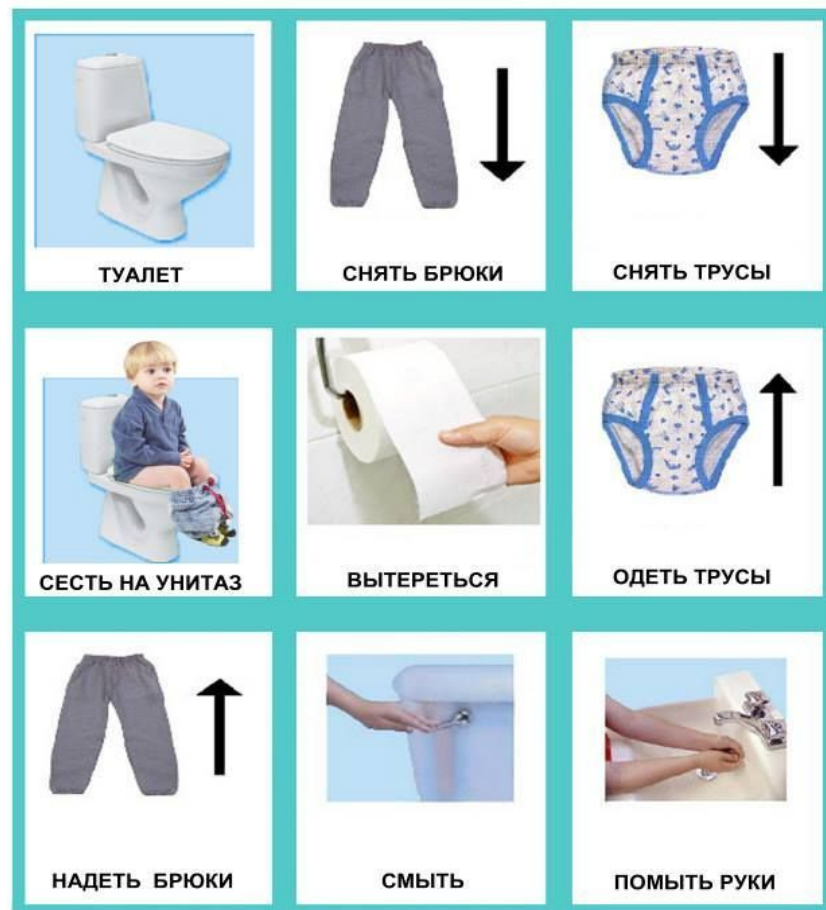 ТУАЛЕТ
СНЯТЬ БРЮКИ
СНЯТЬ ТРУСЫ
СЕСТЬ НА УНИТАЗ
ВЫТЕРЕТЬСЯ
ОДЕТЬ ТРУСЫ
НАДЕТЬ БРЮКИ
СМЫТЬ
ПОМЫТЬ РУКИ